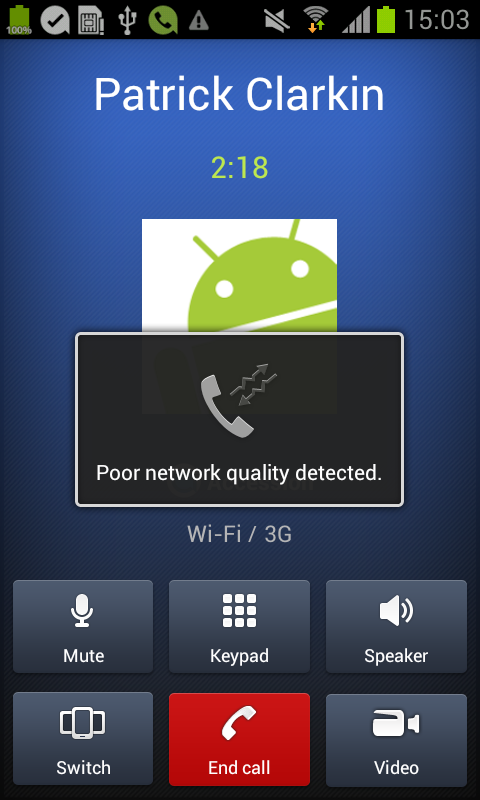 100%
15:03
Patrick Clarkin
2:18
Poor network quality detected.
Wi-Fi / 3G
Mute
Keypad
Speaker
Switch
End call
Video